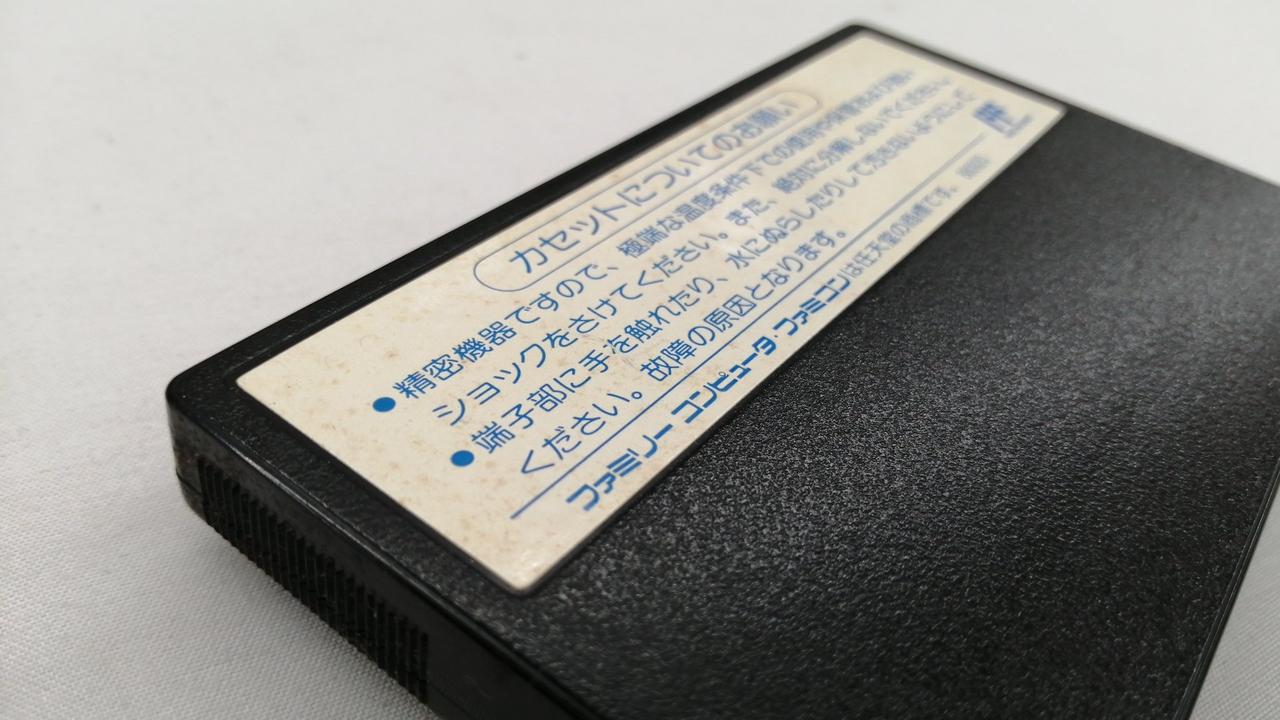 カセットについてのお願い
●精密機器ですので、極端な温度条件下での使用や保管および強い
ショックをさけてください。また、絶対に分解しないでください。
●端子部に手を触れたり、水にぬらしたりして汚さないようにして
ください。故障の原因となります。
ファミリーコンピュータ・ファミコンは任天堂の商標です。